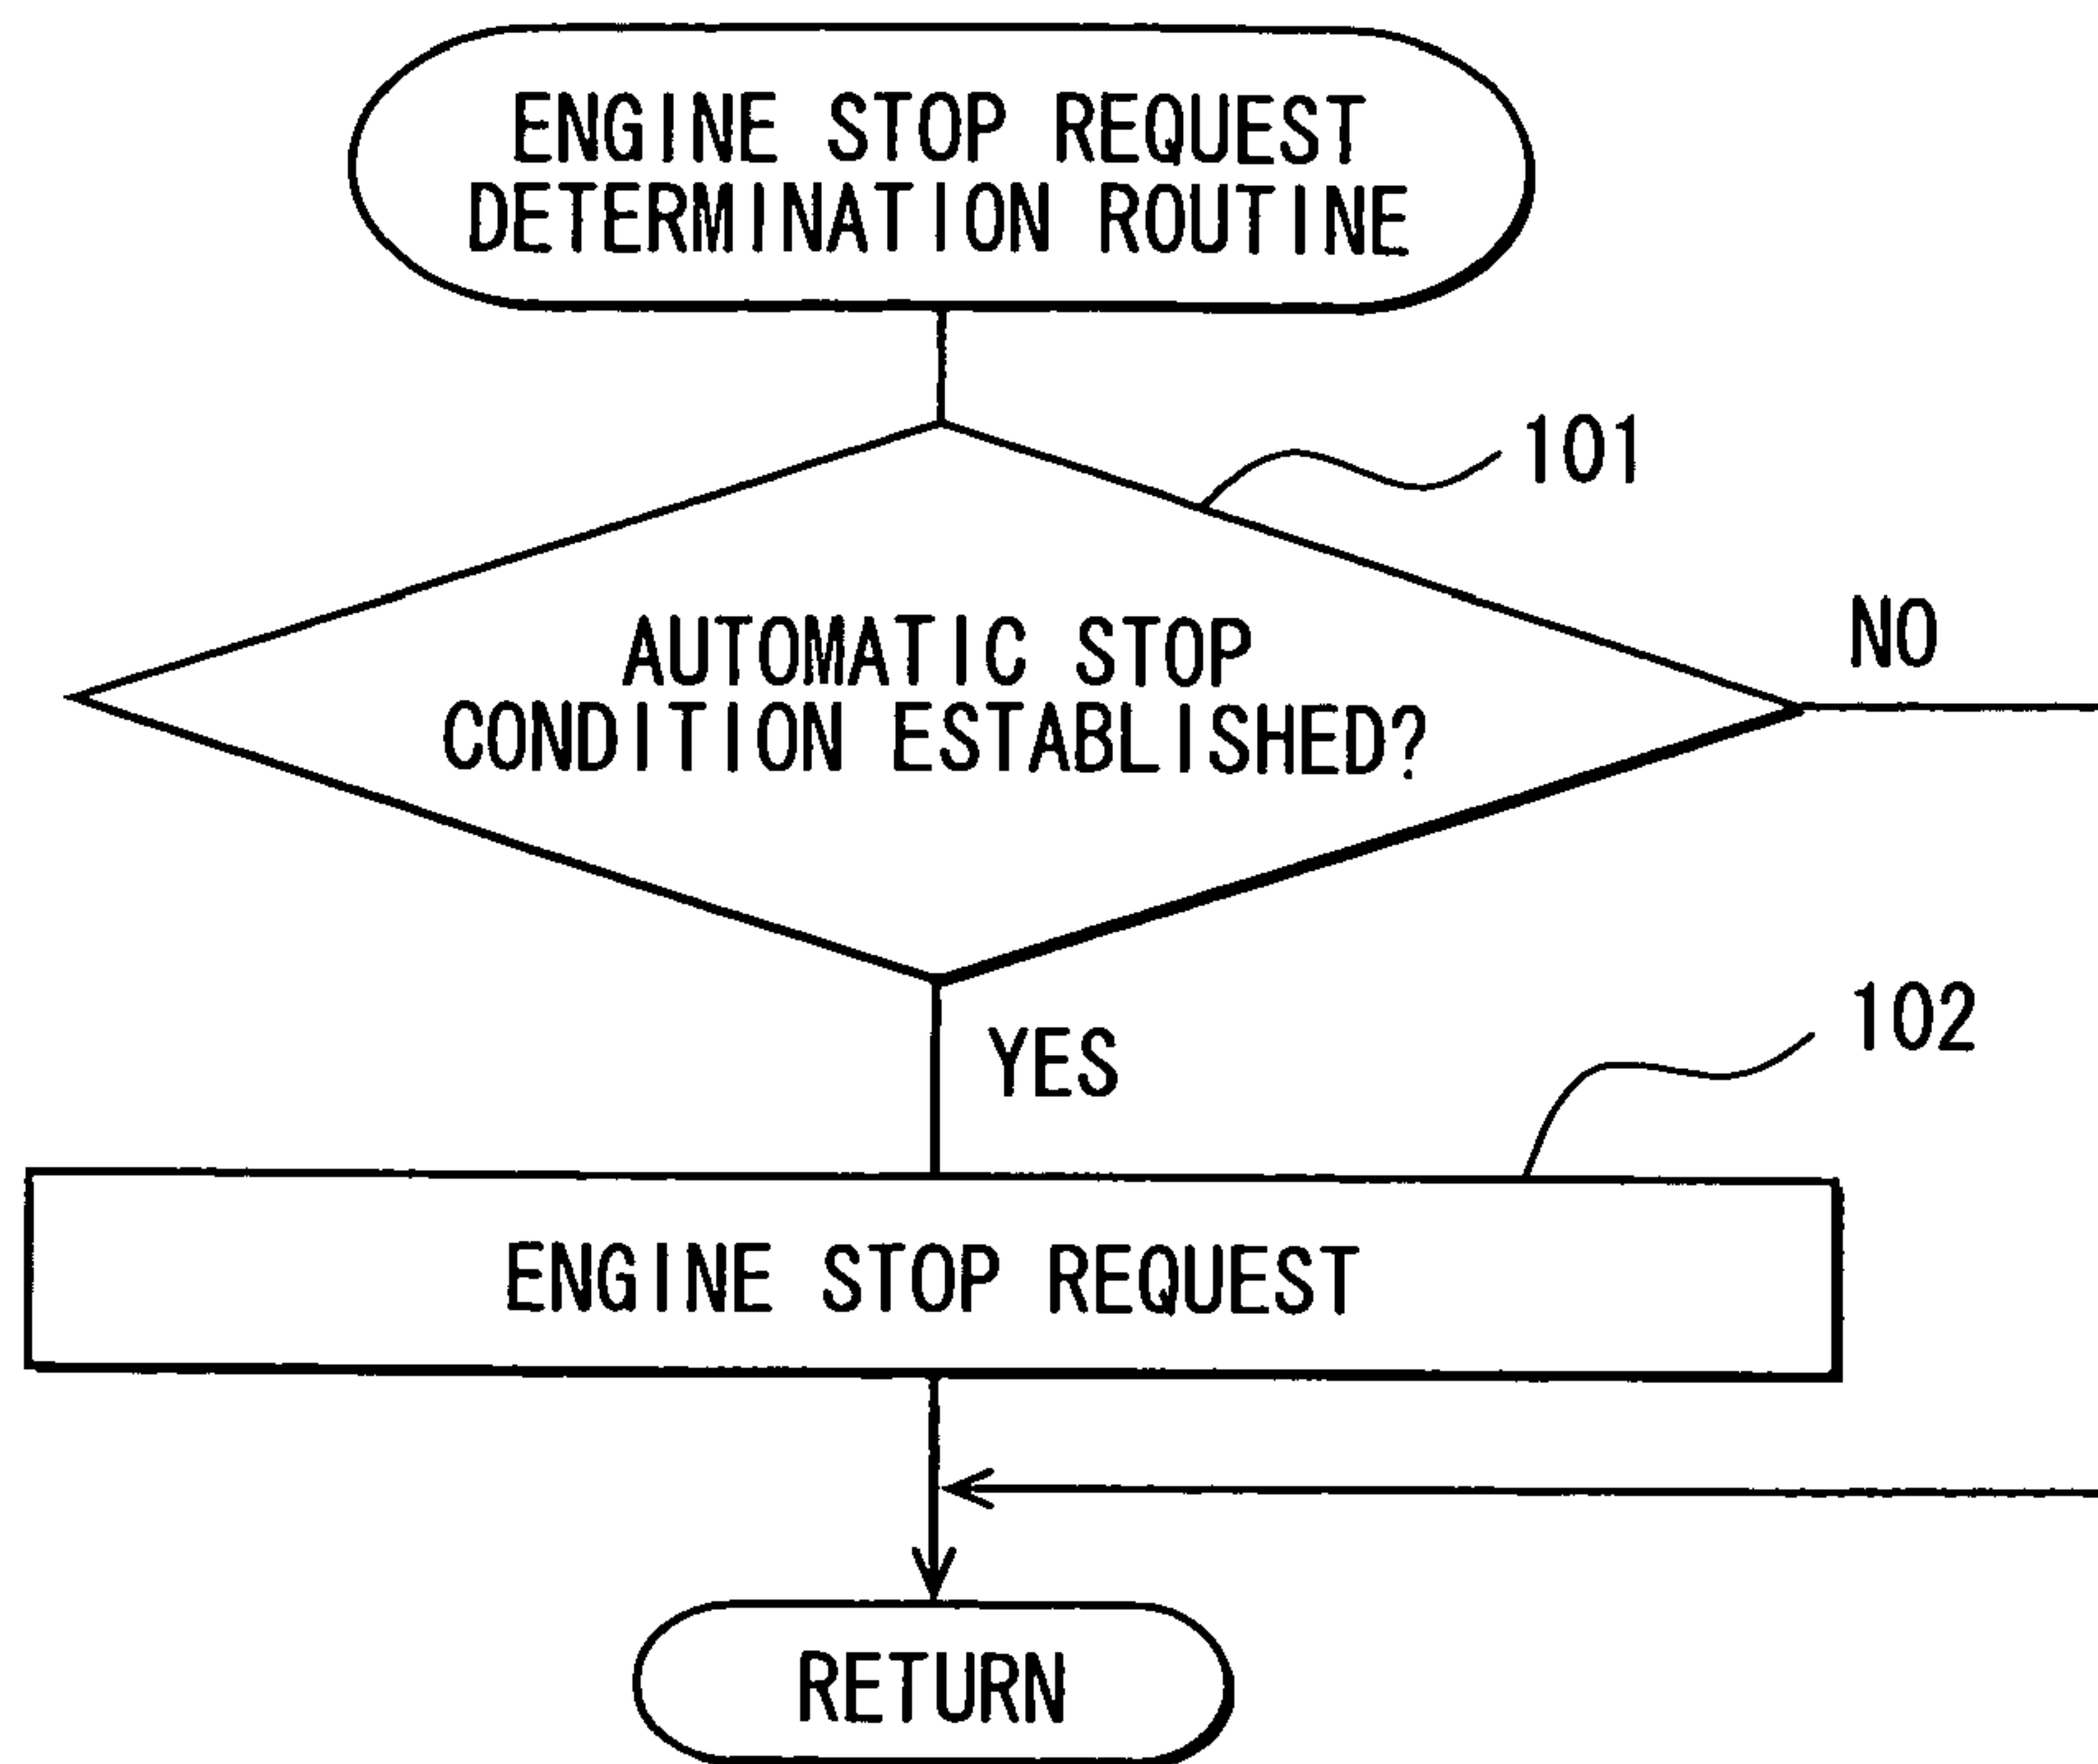 ENGINE STOP REQUEST
DETERMINATION ROUTINE
101
AUTOMATIC STOP
CONDITION ESTABLISHED?
NO
YES
102
ENGINE STOP REQUEST
RETURN